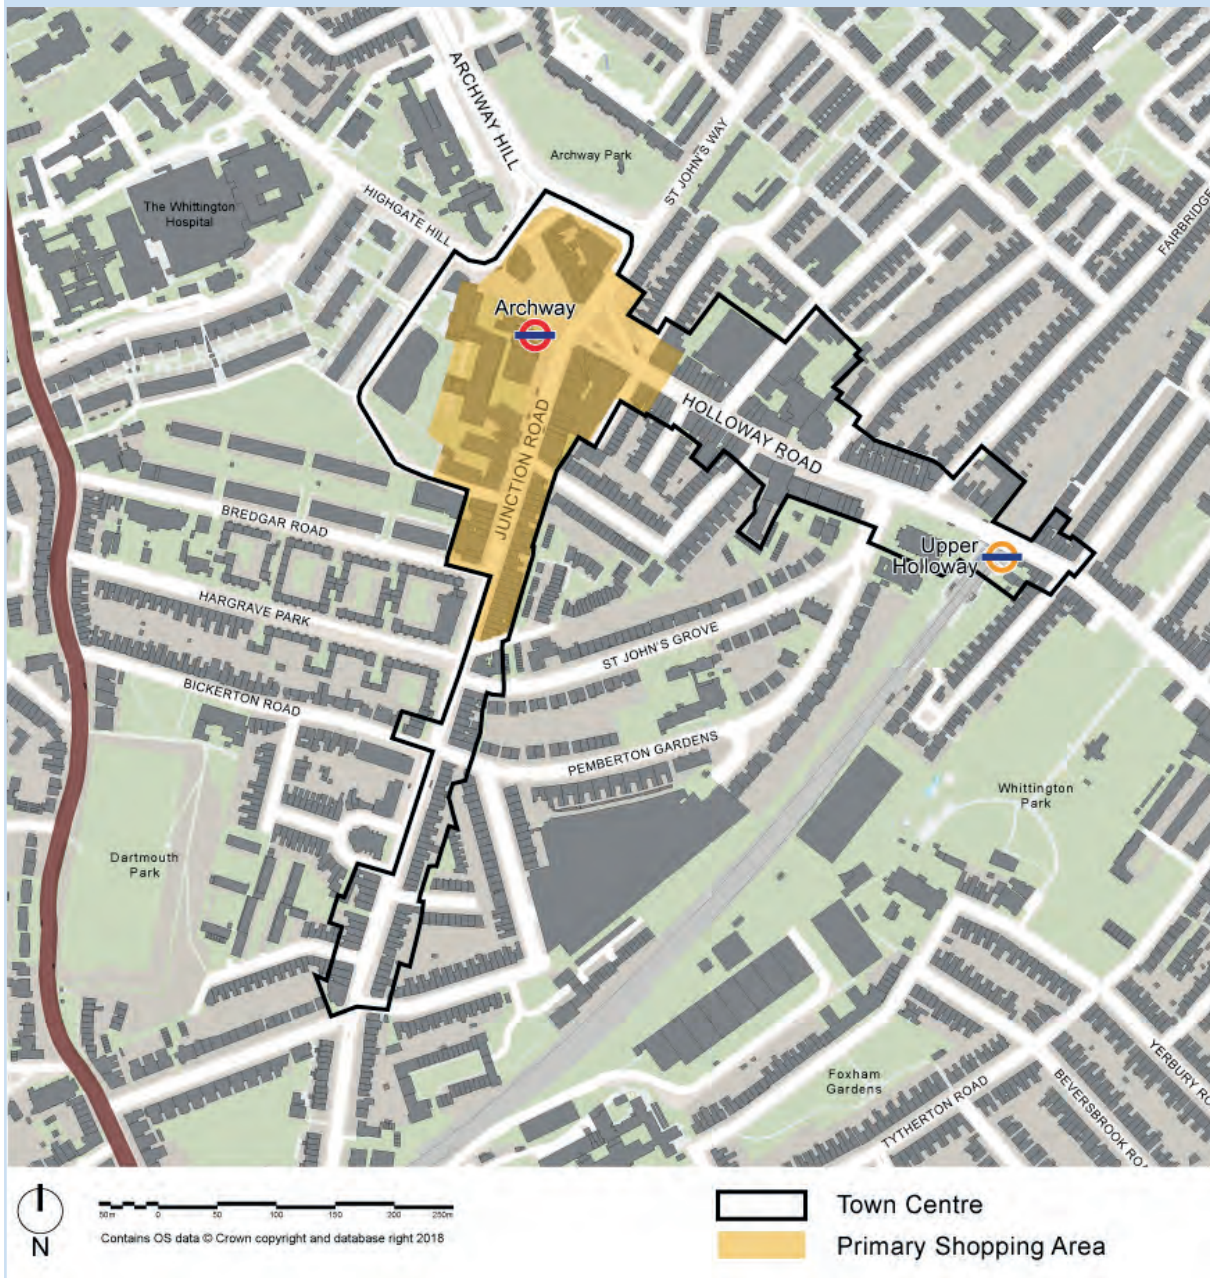 ARCHWAY HILL
Archway Park
ST JOHN'S WAY
The Whittington
Hospital
HIGHGATE HILL
FAIRBRIDGE
Archway
HOLLOWAY ROAD
JUNCTION ROAD
BREDGAR ROAD
Upper
Holloway
HARGRAVE PARK
ST JOHN'S GROVE
BICKERTON ROAD
PEMBERTON GARDENS
Whittington
Park
Dartmouth
Park
Foxham
Gardens
TYTHERTON ROAD
BEVERSBROOK ROA
YERBURY RO
N
50m 0 50 100 150 200 250m
Contains OS data © Crown copyright and database right 2018
Town Centre
Primary Shopping Area